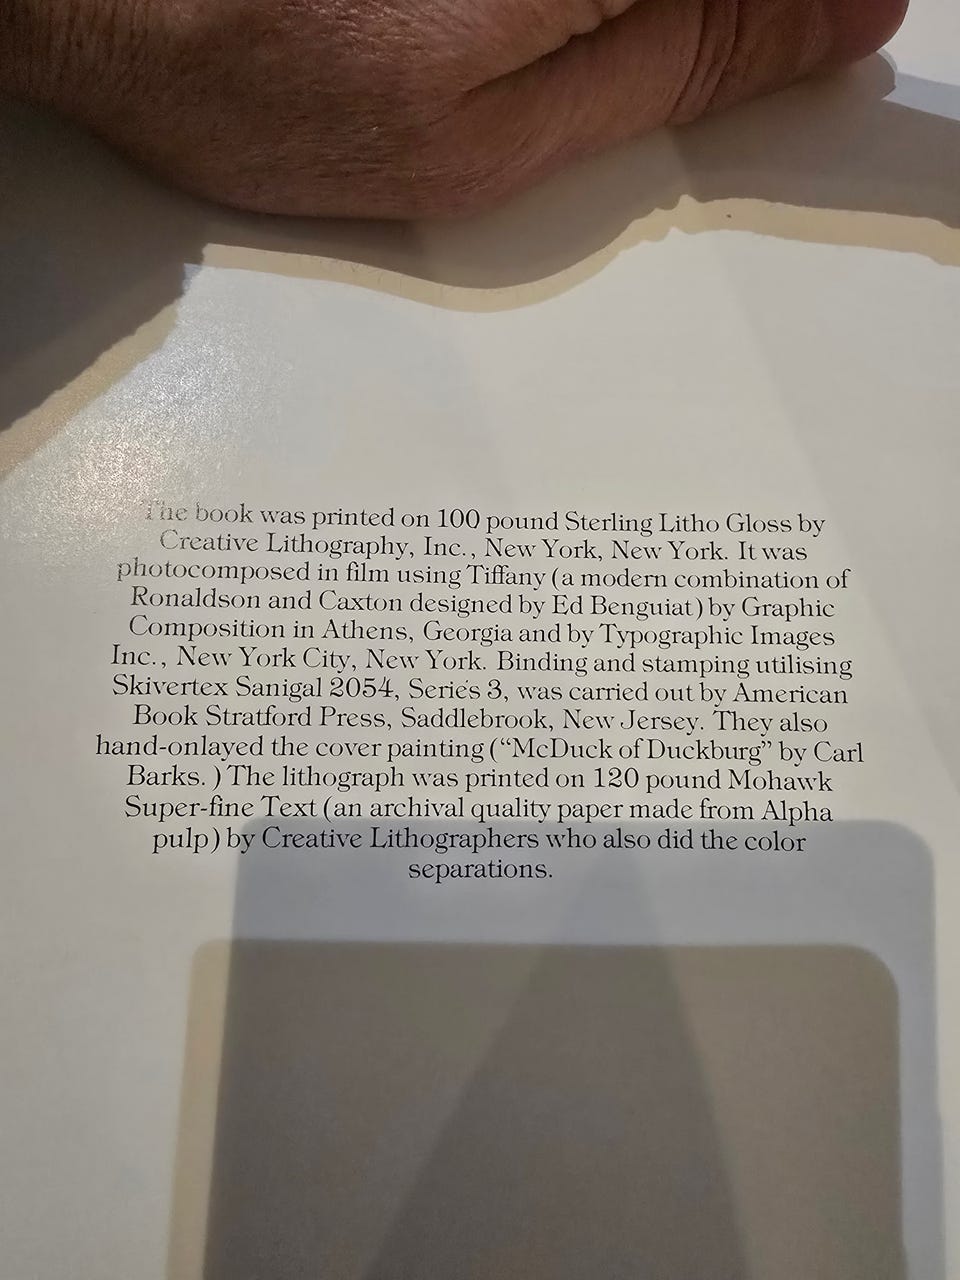 The book was printed on 100 pound Sterling Litho Gloss by
Creative Lithography, Inc., New York, New York. It was
photocomposed in film using Tiffany (a modern combination of
Ronaldson and Caxton designed by Ed Benguiat) by Graphic
Composition in Athens, Georgia and by Typographic Images
Inc., New York City, New York. Binding and stamping utilising
Skivertex Sanigal 2054, Series 3, was carried out by American
Book Stratford Press, Saddlebrook, New Jersey. They also
hand-onlayed the cover painting (“McDuck of Duckburg” by Carl
Barks. ) The lithograph was printed on 120 pound Mohawk
Super-fine Text (an archival quality paper made from Alpha
pulp) by Creative Lithographers who also did the color
separations.